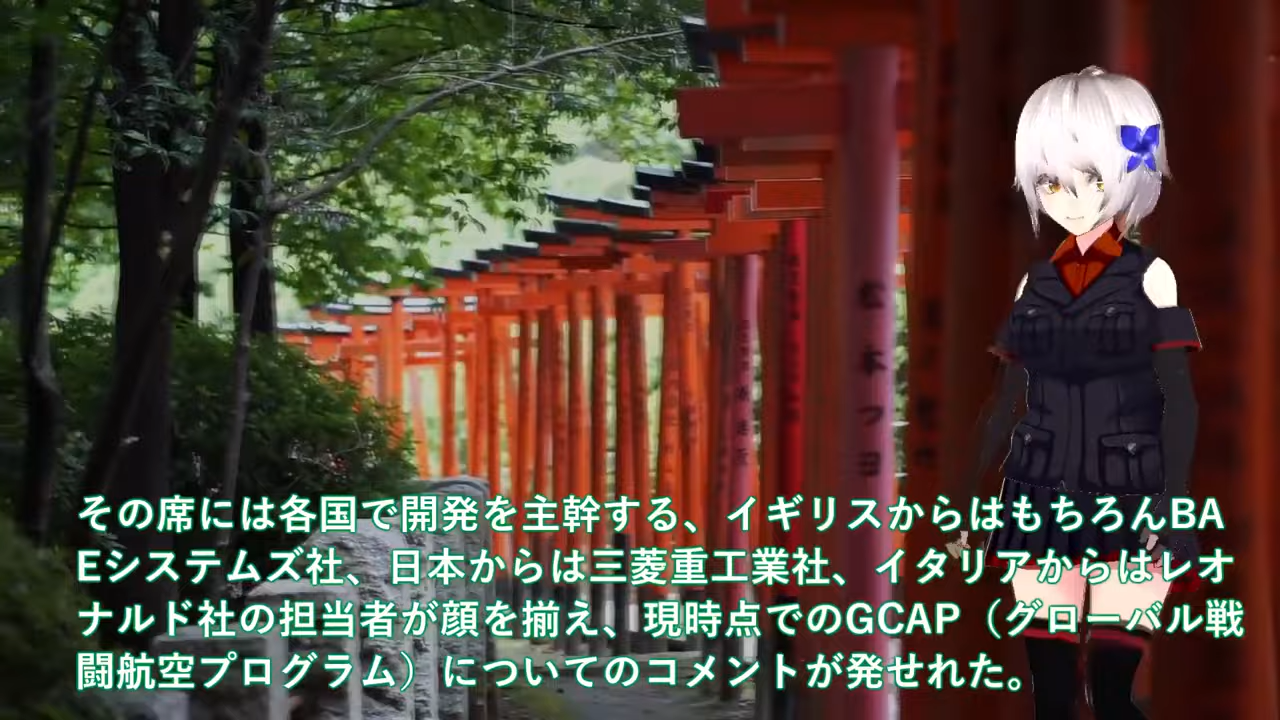 その席には各国で開発を主幹する、イギリスからはもちろんBA
Eシステムズ社、日本からは三菱重工業社、イタリアからはレオ
ナルド社の担当者が顔を揃え、現時点でのGCAP（グローバル戦
闘航空プログラム）についてのコメントが発せれた。